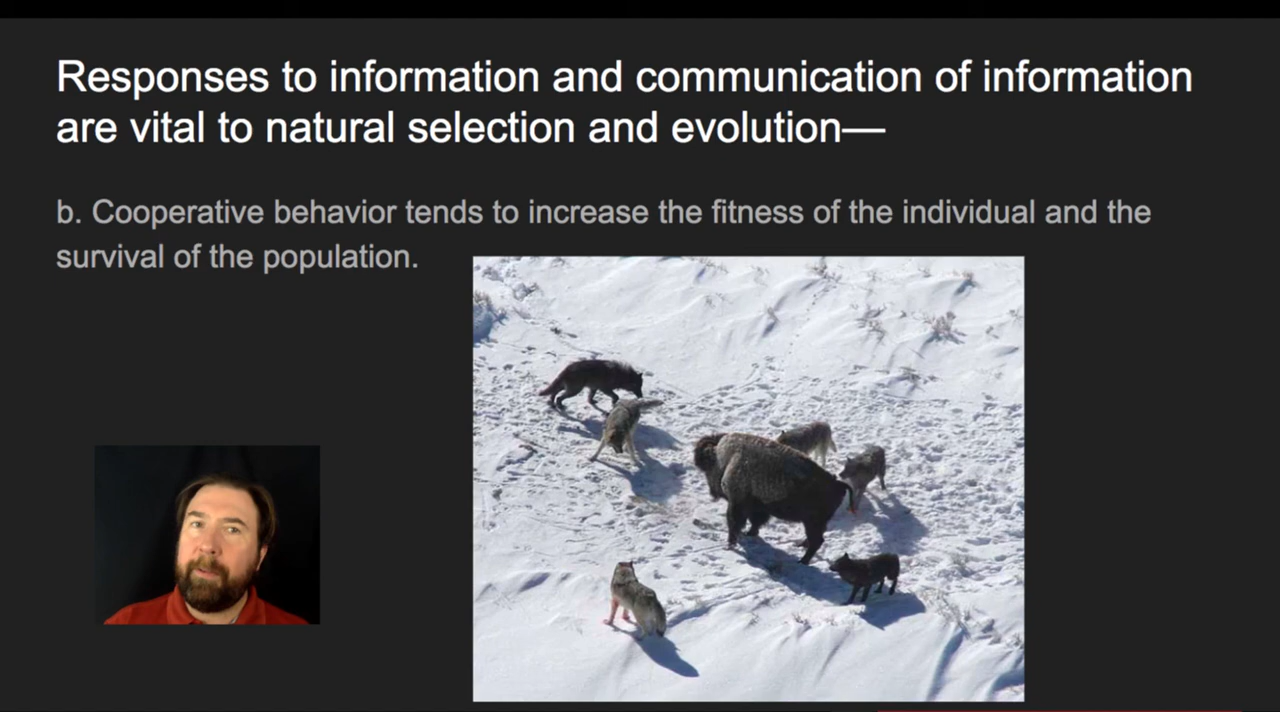 Responses to information and communication of information
are vital to natural selection and evolution—
b. Cooperative behavior tends to increase the fitness of the individual and the
survival of the population.